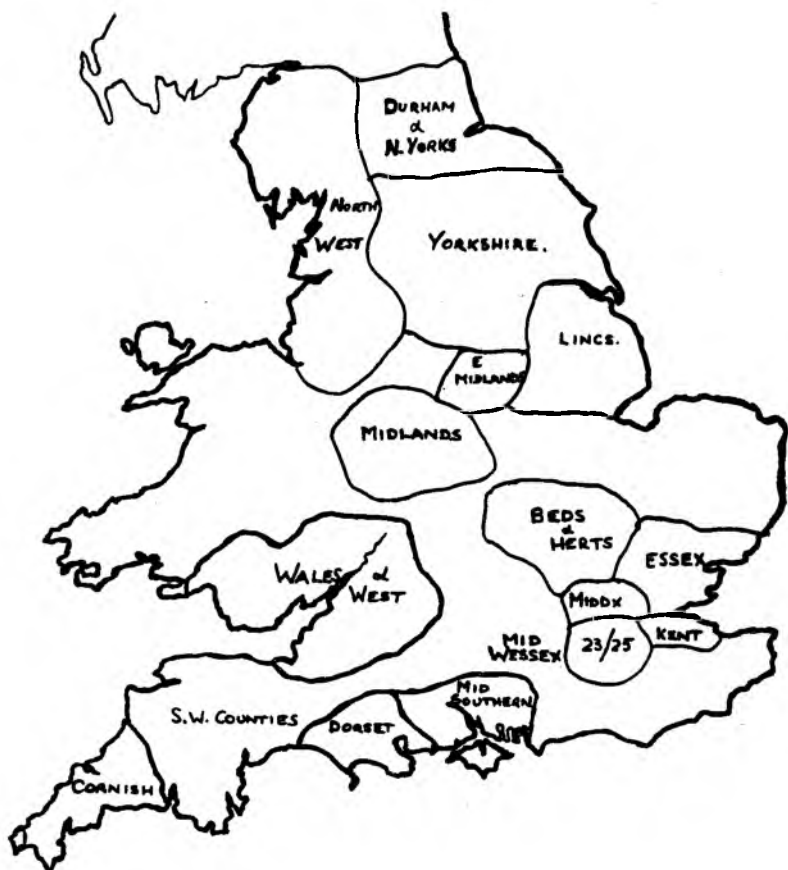 DURHAM
&
N. YORKS
NORTH
WEST
YORKSHIRE.
LINCS.
E
MIDLANDS
MIDLANDS
BEDS
&
HERTS
ESSEX
WALES & WEST
MIDDX
MID
WESSEX
23/25
KENT
MID
SOUTHERN
S.W. COUNTIES
DORSET
CORNISH